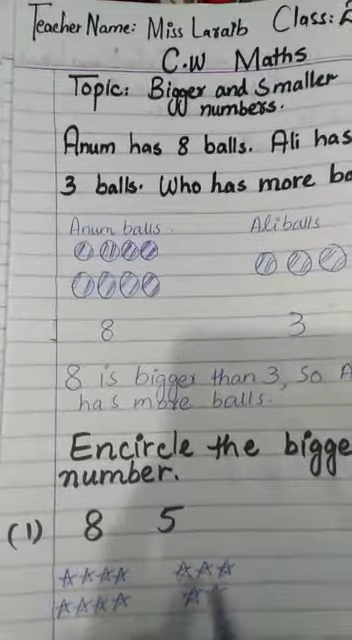 Teacher Name: Miss Laraib Class:
C.W Maths
Topic: Bigger and Smaller
numbers.
Anum has 8 balls. Ali has
3 balls. Who has more
Anum balls. Ali balls
8 3
8 is bigger than 3, So
has more balls.
Encircle the bigge
number.
(1) 8 5